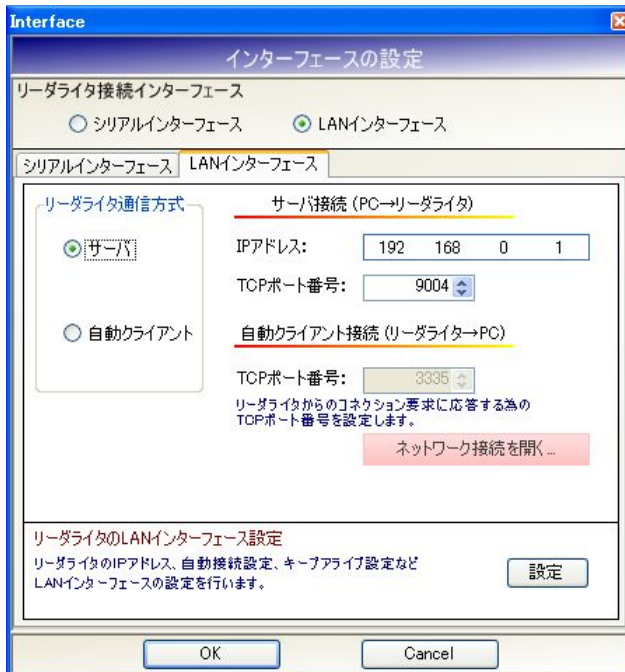 Interface
インターフェースの設定
リーダライタ接続インターフェース
シリアルインターフェース
LANインターフェース
シリアルインターフェース
LANインターフェース
リーダライタ通信方式
サーバ
自動クライアント
サーバ接続 (PC→リーダライタ)
IPアドレス:
192 168 0 1
TCPポート番号:
9004
自動クライアント接続 (リーダライタ→PC)
TCPポート番号:
3335
リーダライタからのコネクション要求に応答する為の
TCPポート番号を設定します。
ネットワーク接続を開く...
リーダライタのLANインターフェース設定
リーダライタのIPアドレス、自動接続設定、キープアライブ設定など
LANインターフェースの設定を行います。
設定
OK
Cancel